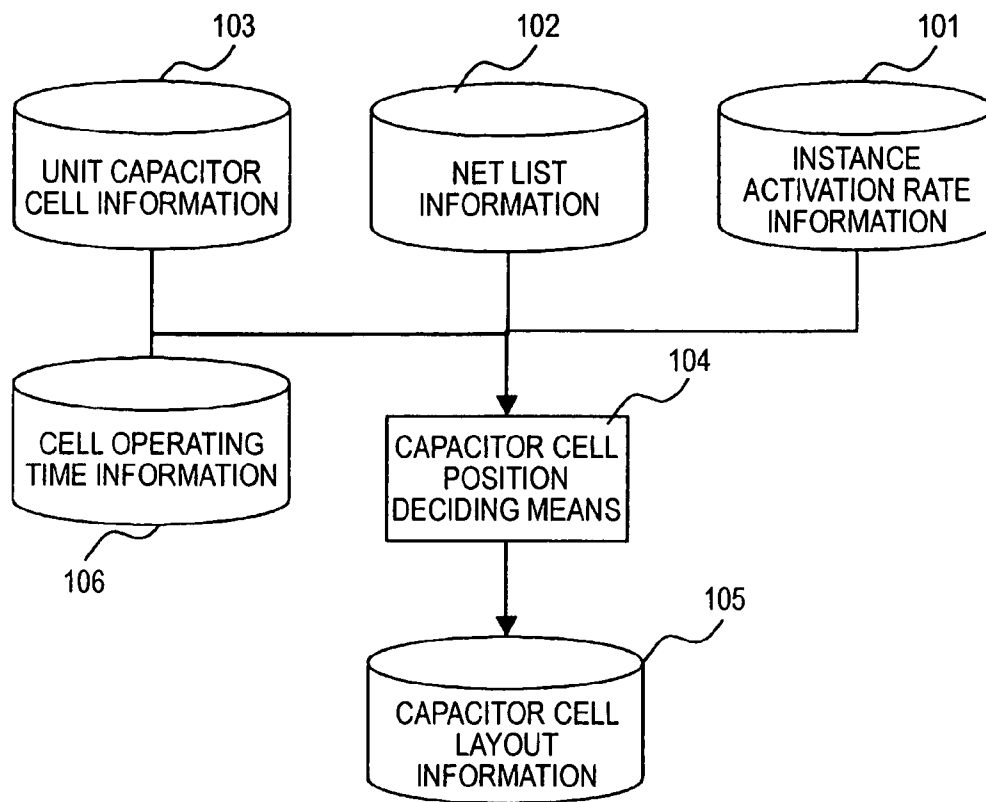 103
102
101
UNIT CAPACITOR
CELL INFORMATION
NET LIST
INFORMATION
INSTANCE
ACTIVATION RATE
INFORMATION
104
CELL OPERATING
TIME INFORMATION
CAPACITOR CELL
POSITION
DECIDING MEANS
106
105
CAPACITOR CELL
LAYOUT
INFORMATION